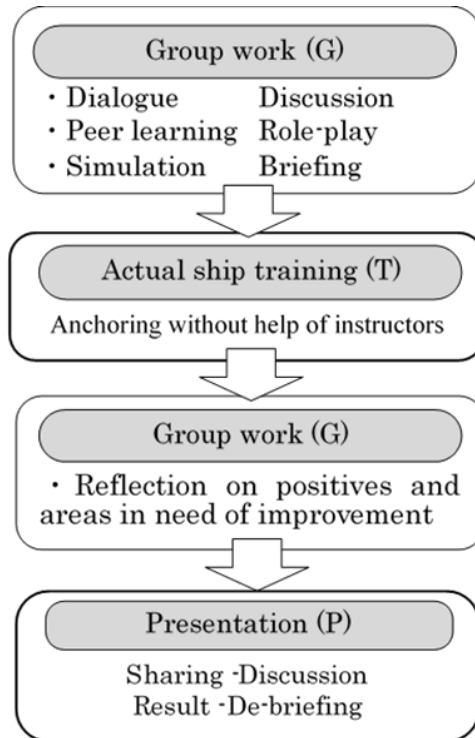 Group work (G)
・Dialogue Discussion
・Peer learning Role-play
・Simulation Briefing
Actual ship training (T)
Anchoring without help of instructors
Group work (G)
・Reflection on positives and
areas in need of improvement
Presentation (P)
Sharing -Discussion
Result -De-briefing